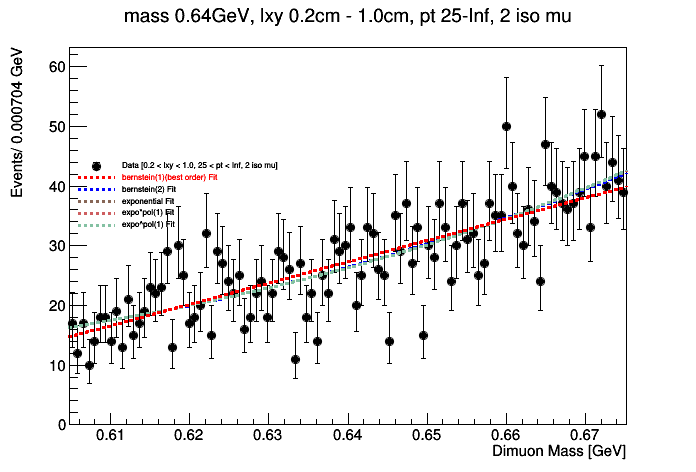 mass 0.64GeV, lxy 0.2cm - 1.0cm, pt 25-Inf, 2 iso mu
Events/ 0.000704 GeV
60
50
40
30
20
10
0
Data [0.2 < lxy < 1.0, 25 < pt < Inf, 2 iso mu]
bernstein(1)(best order) Fit
bernstein(2) Fit
exponential Fit
expo*pol(1) Fit
expo*pol(1) Fit
0.61 0.62 0.63 0.64 0.65 0.66 0.67
Dimuon Mass [GeV]